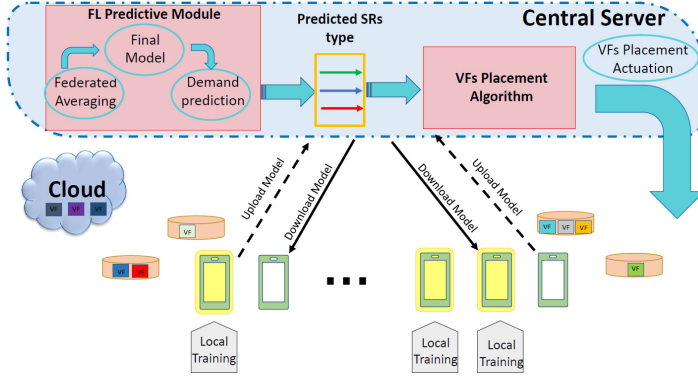 FL Predictive Module
Predicted SRs
type
Central Server
Final
Model
Federated
Averaging
Demand
prediction
VFs Placement
Algorithm
VFs Placement
Actuation
Upload Model
Download Model
Download Model
Upload Model
Cloud
VF VF VF
VF
VF VF
VF VF VF
VF
Local
Training
Local
Training
Local
Training